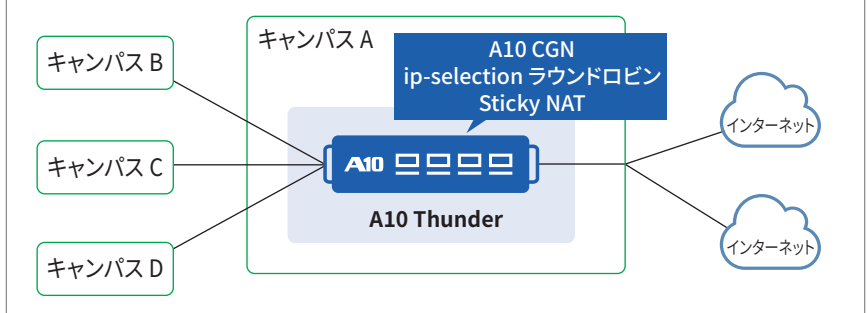 キャンパス A
キャンパス B
キャンパス C
キャンパス D
A10 CGN
ip-selection ラウンドロビン
Sticky NAT
A10
A10 Thunder
インターネット
インターネット